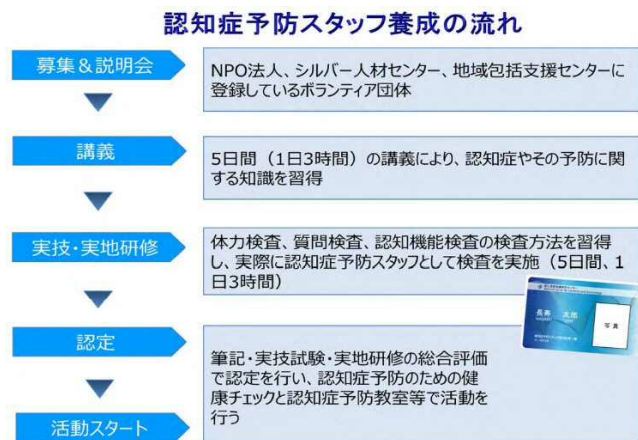 認知症予防スタッフ養成の流れ
募集＆説明会
NPO法人、シルバー人材センター、地域包括支援センターに
登録しているボランティア団体
講義
5日間（1日3時間）の講義により、認知症やその予防に関
する知識を習得
実技・実地研修
体力検査、質問検査、認知機能検査の検査方法を習得
し、実際に認知症予防スタッフとして検査を実施（5日間、1
日3時間）
長寿 太郎
写真
認定
筆記・実技試験・実地研修の総合評価
で認定を行い、認知症予防のための健
康チェックと認知症予防教室等で活動を
行う
活動スタート